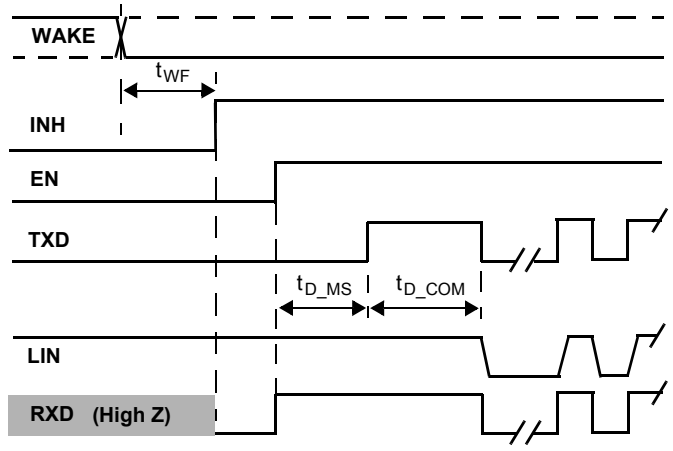 WAKE
tWF
INH
EN
TXD
tD_MS tD_COM
LIN
RXD (High Z)